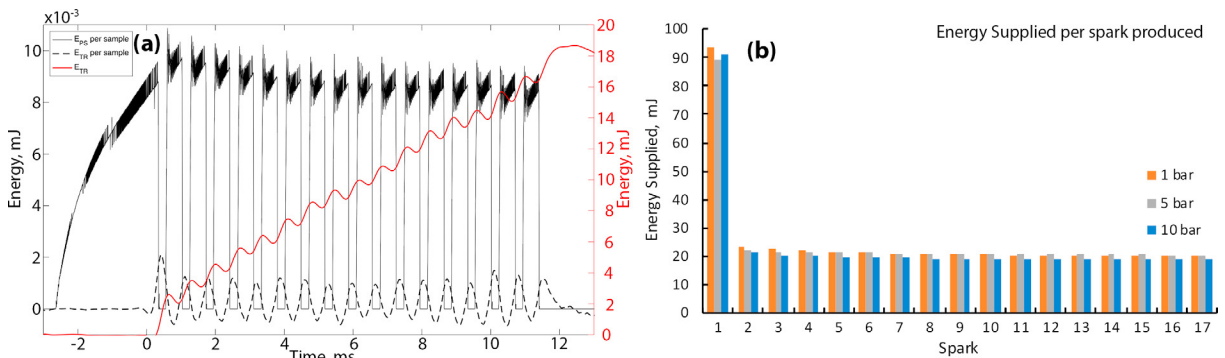 x10⁻³
(a)
E_PS per sample
E_TR per sample
E_TR
Energy, mJ
10
8
6
4
2
0
-2
0
2
4
6
8
10
12
Time, ms
20
18
16
14
12
10
8
6
4
2
0
Energy, mJ
(b)
Energy Supplied per spark produced
Energy Supplied, mJ
100
90
80
70
60
50
40
30
20
10
0
1 bar
5 bar
10 bar
1 2 3 4 5 6 7 8 9 10 11 12 13 14 15 16 17
Spark